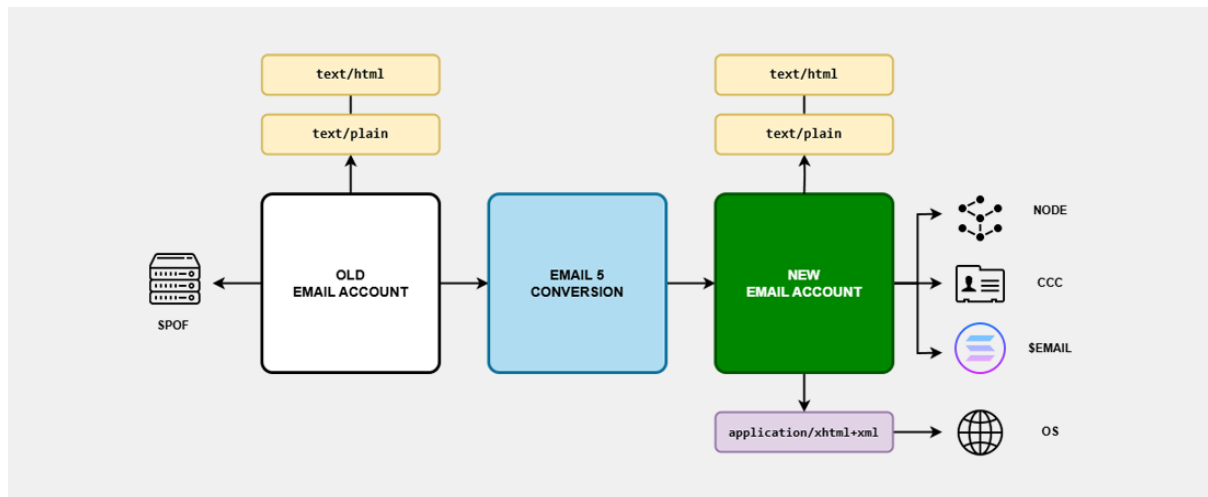 text/html
text/plain
OLD
EMAIL ACCOUNT
SPOF
EMAIL 5
CONVERSION
text/html
text/plain
NEW
EMAIL ACCOUNT
NODE
CCC
$EMAIL
application/xhtml+xml
OS